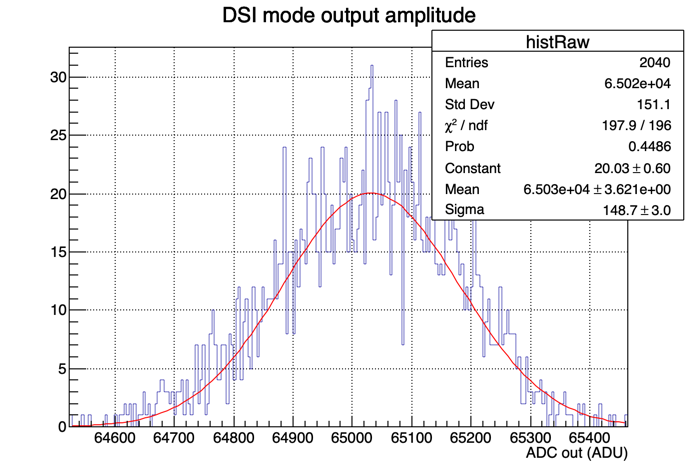 DSI mode output amplitude
histRaw
Entries 2040
Mean 6.502e+04
Std Dev 151.1
χ² / ndf 197.9 / 196
Prob 0.4486
Constant 20.03 ± 0.60
Mean 6.503e+04 ± 3.621e+00
Sigma 148.7 ± 3.0
30
25
20
15
10
5
0
64600 64700 64800 64900 65000 65100 65200 65300 65400
ADC out (ADU)